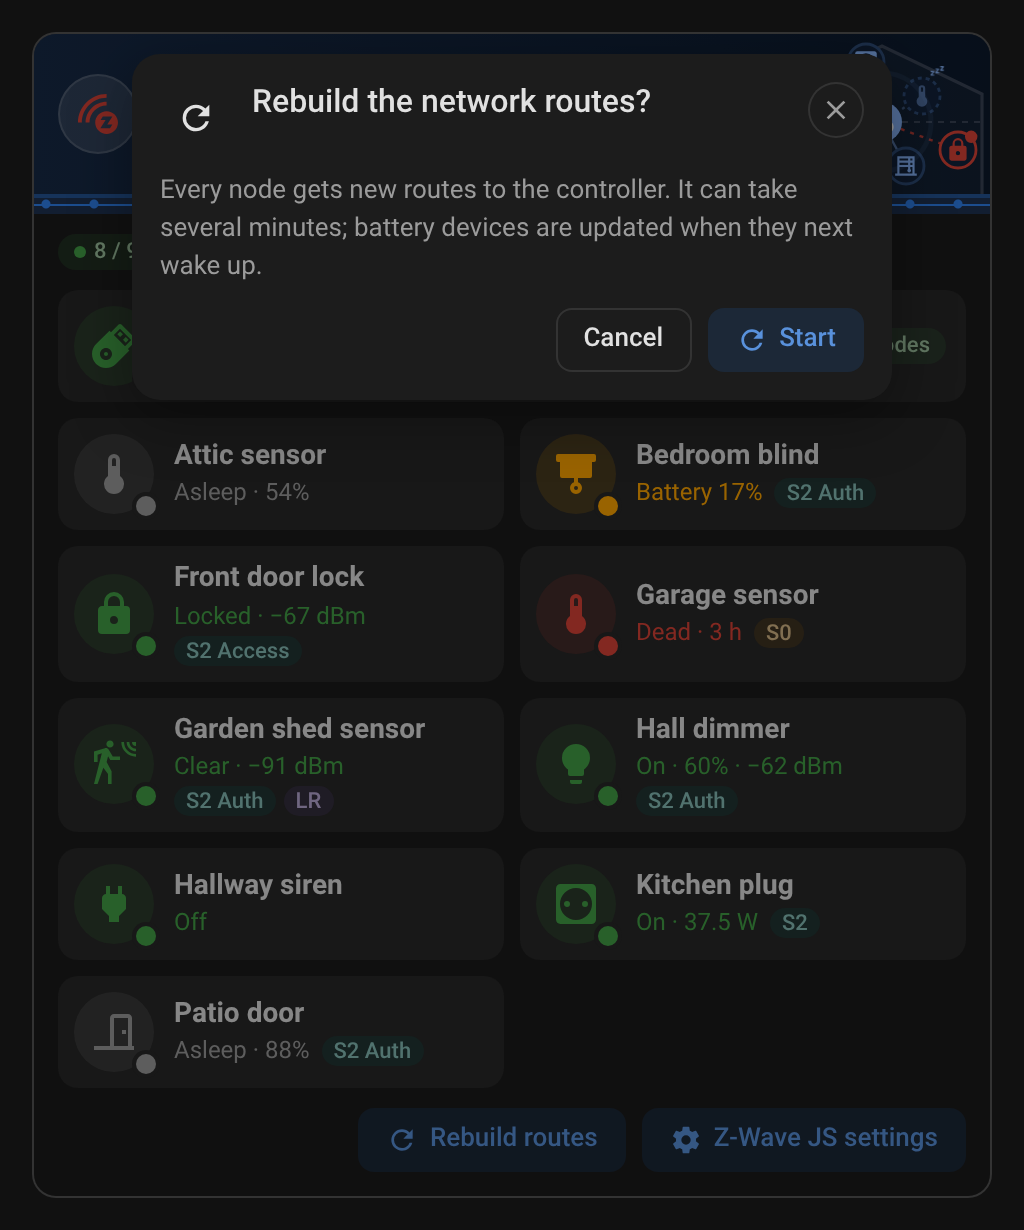 Rebuild the network routes?
Every node gets new routes to the controller. It can take
several minutes; battery devices are updated when they next
wake up.
Cancel
Start
8 /
Attic sensor
Asleep · 54%
Bedroom blind
Battery 17% S2 Auth
Front door lock
Locked · −67 dBm
S2 Access
Garage sensor
Dead · 3 h S0
Garden shed sensor
Clear · −91 dBm
S2 Auth LR
Hall dimmer
On · 60% · −62 dBm
S2 Auth
Hallway siren
Off
Kitchen plug
On · 37.5 W S2
Patio door
Asleep · 88% S2 Auth
Rebuild routes
Z-Wave JS settings